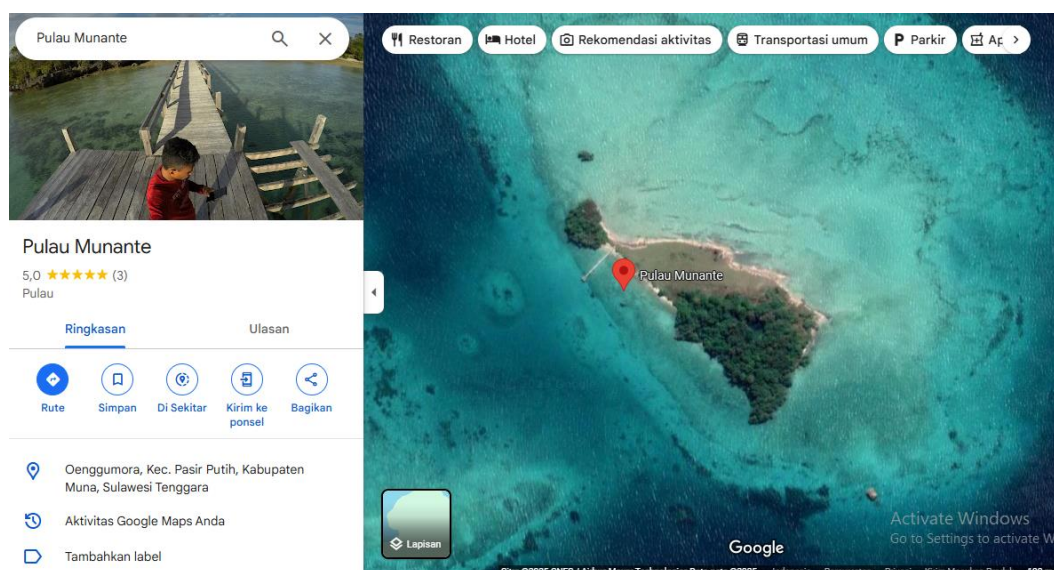 Pulau Munante
Restoran
Hotel
Rekomendasi aktivitas
Transportasi umum
P Parkir
Pulau Munante
5,0 ★★★★★ (3)
Pulau
Ringkasan
Ulasan
Rute
Simpan
Di Sekitar
Kirim ke
ponsel
Bagikan
Oenggumora, Kec. Pasir Putih, Kabupaten
Muna, Sulawesi Tenggara
Aktivitas Google Maps Anda
Tambahkan label
Pulau Munante
Lapisan
Google
Activate Windows
Go to Settings to activate W